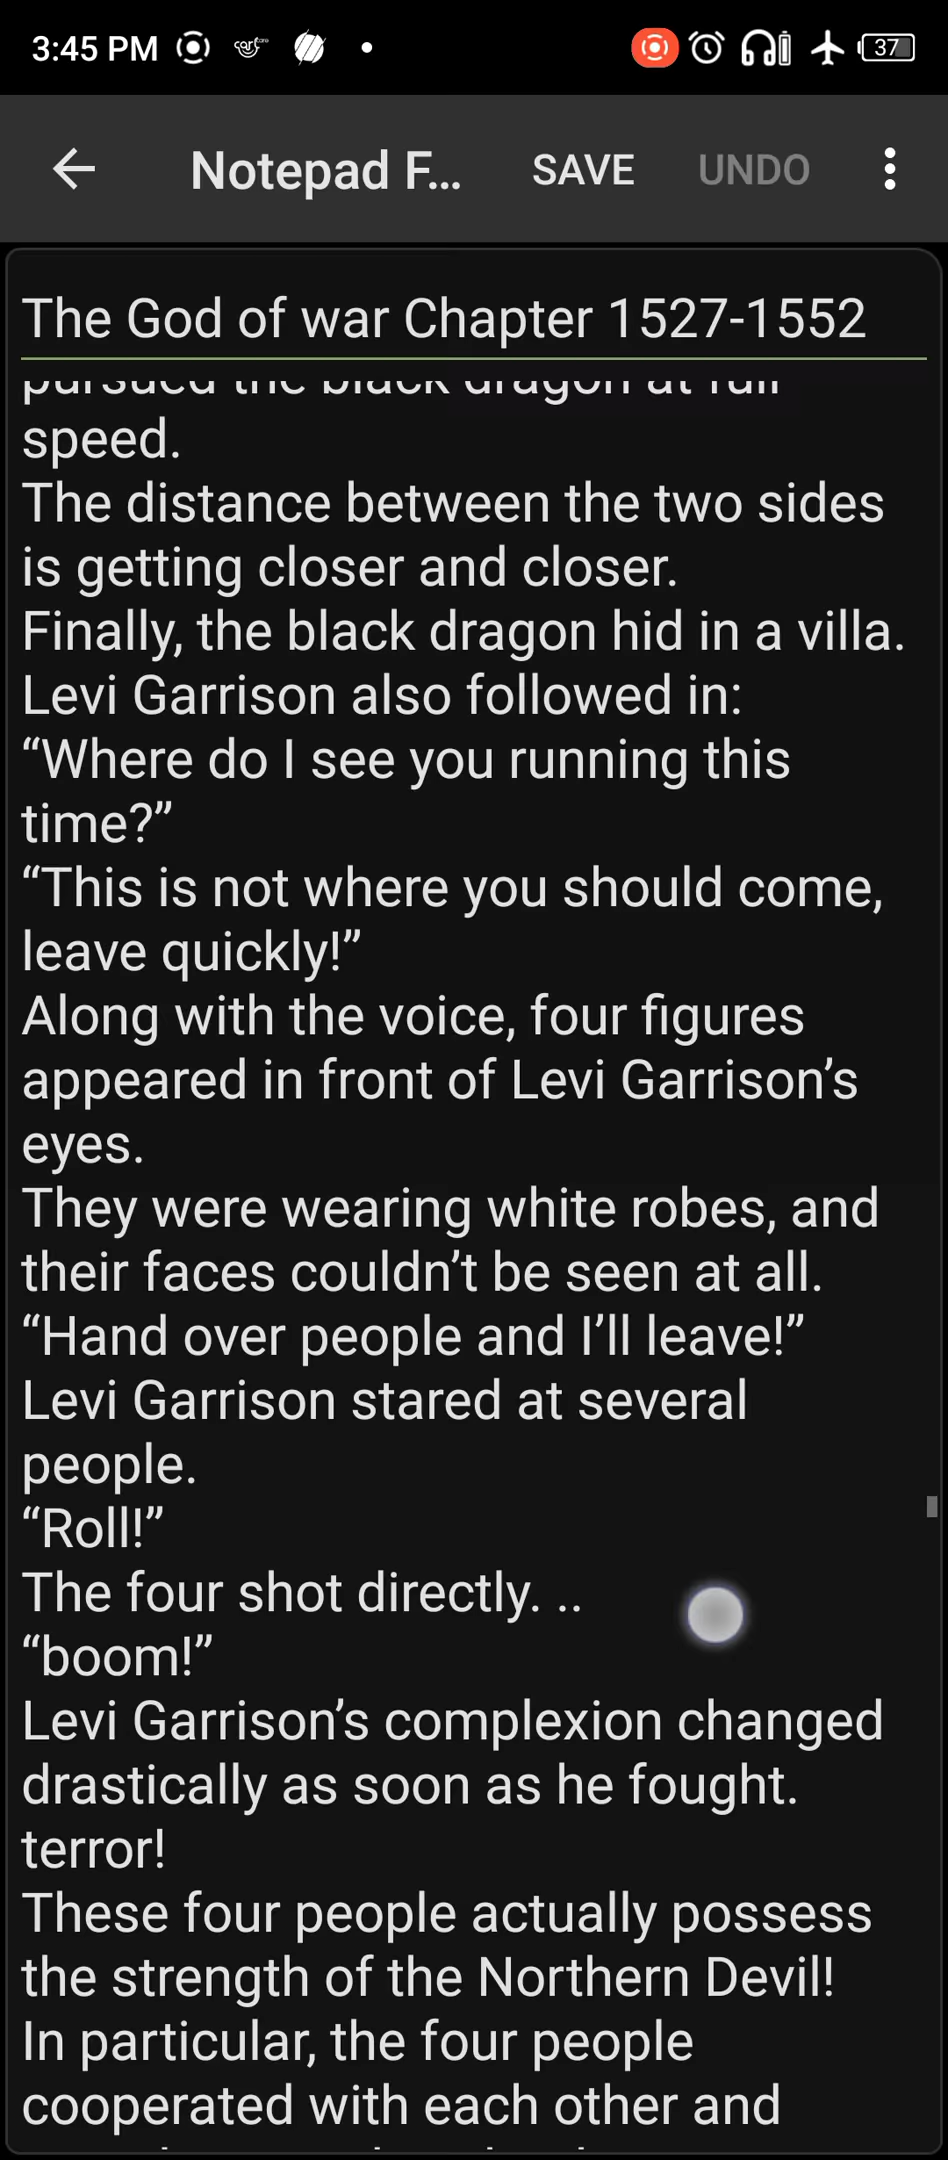 3:45 PM
37
Notepad F... SAVE UNDO
The God of war Chapter 1527-1552
pursued the black dragon at full
speed.
The distance between the two sides
is getting closer and closer.
Finally, the black dragon hid in a villa.
Levi Garrison also followed in:
“Where do I see you running this
time?”
“This is not where you should come,
leave quickly!”
Along with the voice, four figures
appeared in front of Levi Garrison’s
eyes.
They were wearing white robes, and
their faces couldn’t be seen at all.
“Hand over people and I’ll leave!”
Levi Garrison stared at several
people.
“Roll!”
The four shot directly. ..
“boom!”
Levi Garrison’s complexion changed
drastically as soon as he fought.
terror!
These four people actually possess
the strength of the Northern Devil!
In particular, the four people
cooperated with each other and